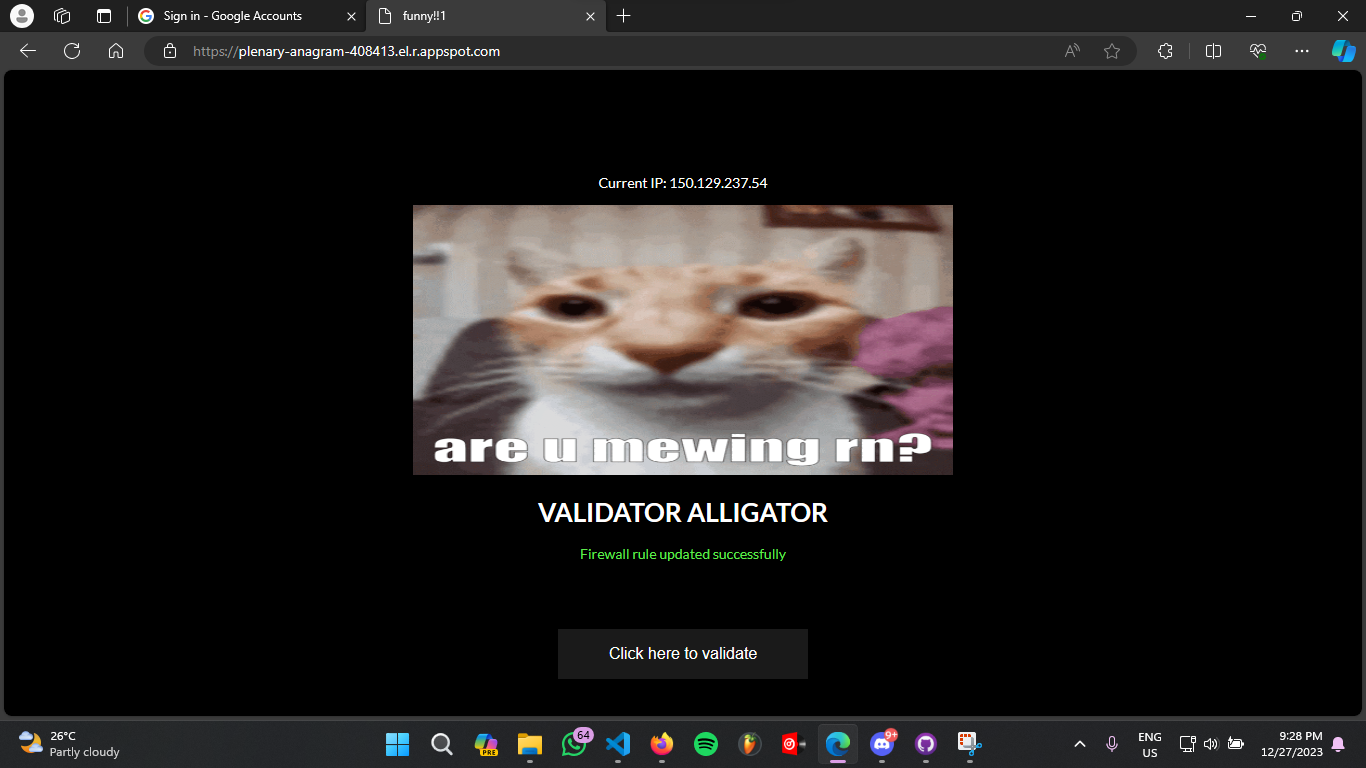 Sign in - Google Accounts
funny!!1
https://plenary-anagram-408413.el.r.appspot.com
Current IP: 150.129.237.54
are u mewing rn?
VALIDATOR ALLIGATOR
Firewall rule updated successfully
Click here to validate
26°C
Partly cloudy
PRE
64
9+
ENG
US
9:28 PM
12/27/2023